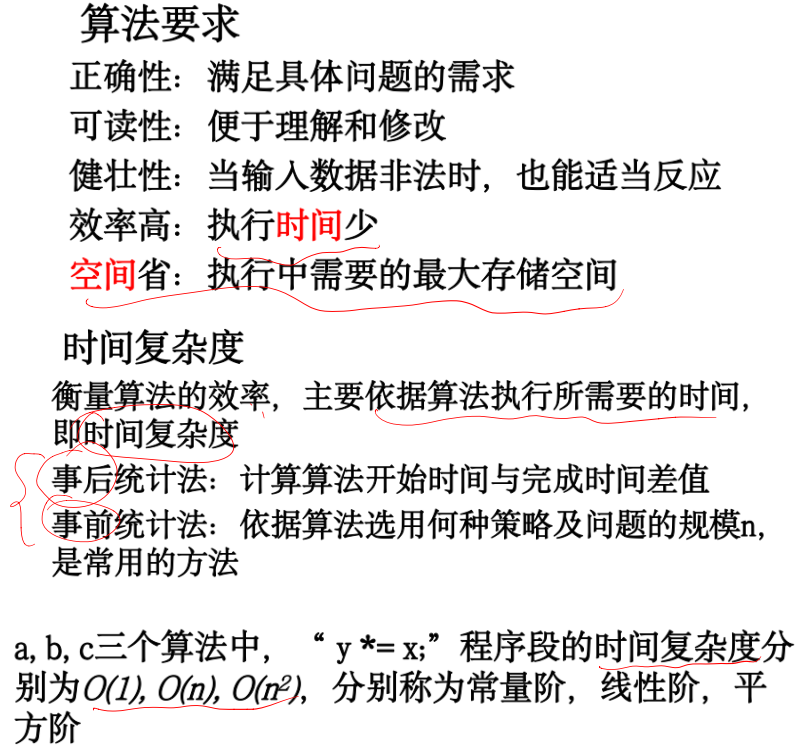 算法要求
正确性：满足具体问题的需求
可读性：便于理解和修改
健壮性：当输入数据非法时，也能适当反应
效率高：执行时间少
空间省：执行中需要的最大存储空间
时间复杂度
衡量算法的效率，主要依据算法执行所需要的时间，
即时间复杂度
事后统计法：计算算法开始时间与完成时间差值
事前统计法：依据算法选用何种策略及问题的规模n，
是常用的方法
a, b, c三个算法中，“ y *= x;”程序段的时间复杂度分
别为O(1), O(n), O(n²)，分别称为常量阶，线性阶，平
方阶